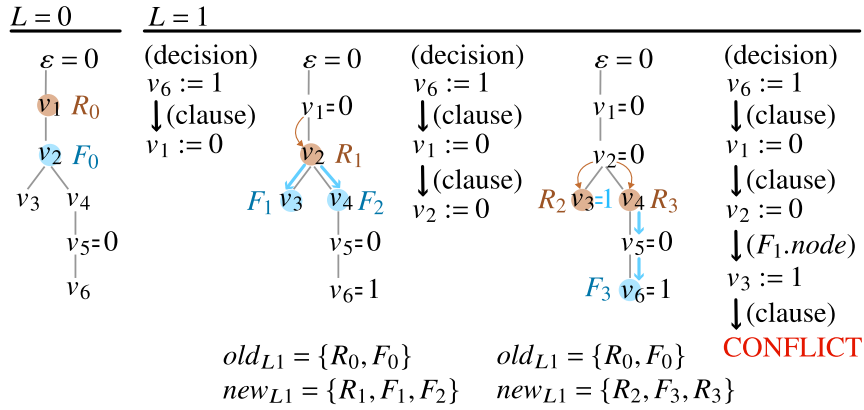 L = 0
L = 1
ε = 0
v₁ R₀
v₂ F₀
v₃ v₄
v₅ = 0
v₆
(decision)
v₆ := 1
(clause)
v₁ := 0
ε = 0
v₁ = 0
v₂ R₁
F₁ v₃ v₄ F₂
v₅ = 0
v₆ = 1
old_L1 = {R₀, F₀}
new_L1 = {R₁, F₁, F₂}
(decision)
v₆ := 1
(clause)
v₁ := 0
(clause)
v₂ := 0
ε = 0
v₁ = 0
v₂ = 0
R₂ v₃ = 1 v₄ R₃
v₅ = 0
F₃ v₆ = 1
old_L1 = {R₀, F₀}
new_L1 = {R₂, F₃, R₃}
(decision)
v₆ := 1
(clause)
v₁ := 0
(clause)
v₂ := 0
(F₁.node)
v₃ := 1
(clause)
CONFLICT